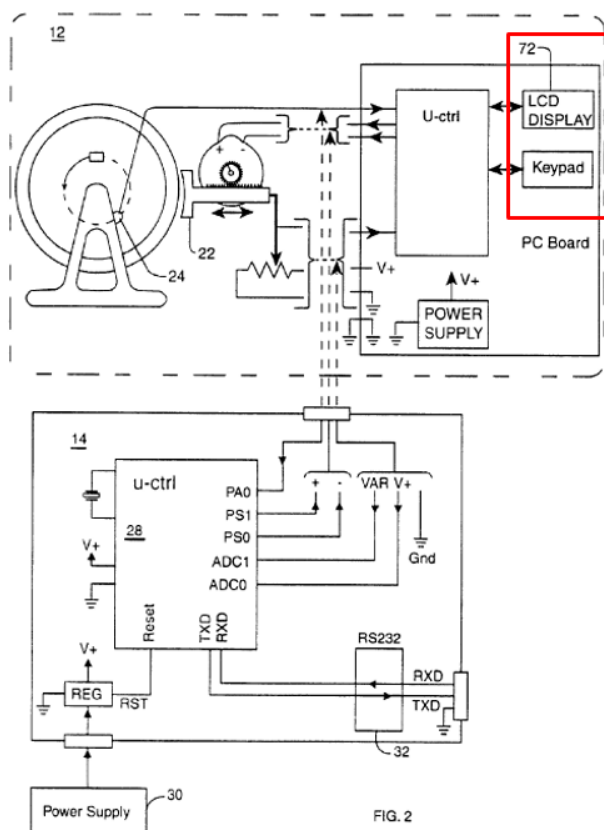 12
72
LCD
DISPLAY
U-ctrl
Keypad
+ -
22
24
PC Board
V+
V+
POWER
SUPPLY
14
u-ctrl
28
PA0
PS1
PS0
ADC1
ADC0
+ -
VAR V+
Gnd
V+
Reset
TXD
RXD
RS232
RXD
TXD
V+
REG
RST
32
Power Supply
30
FIG. 2